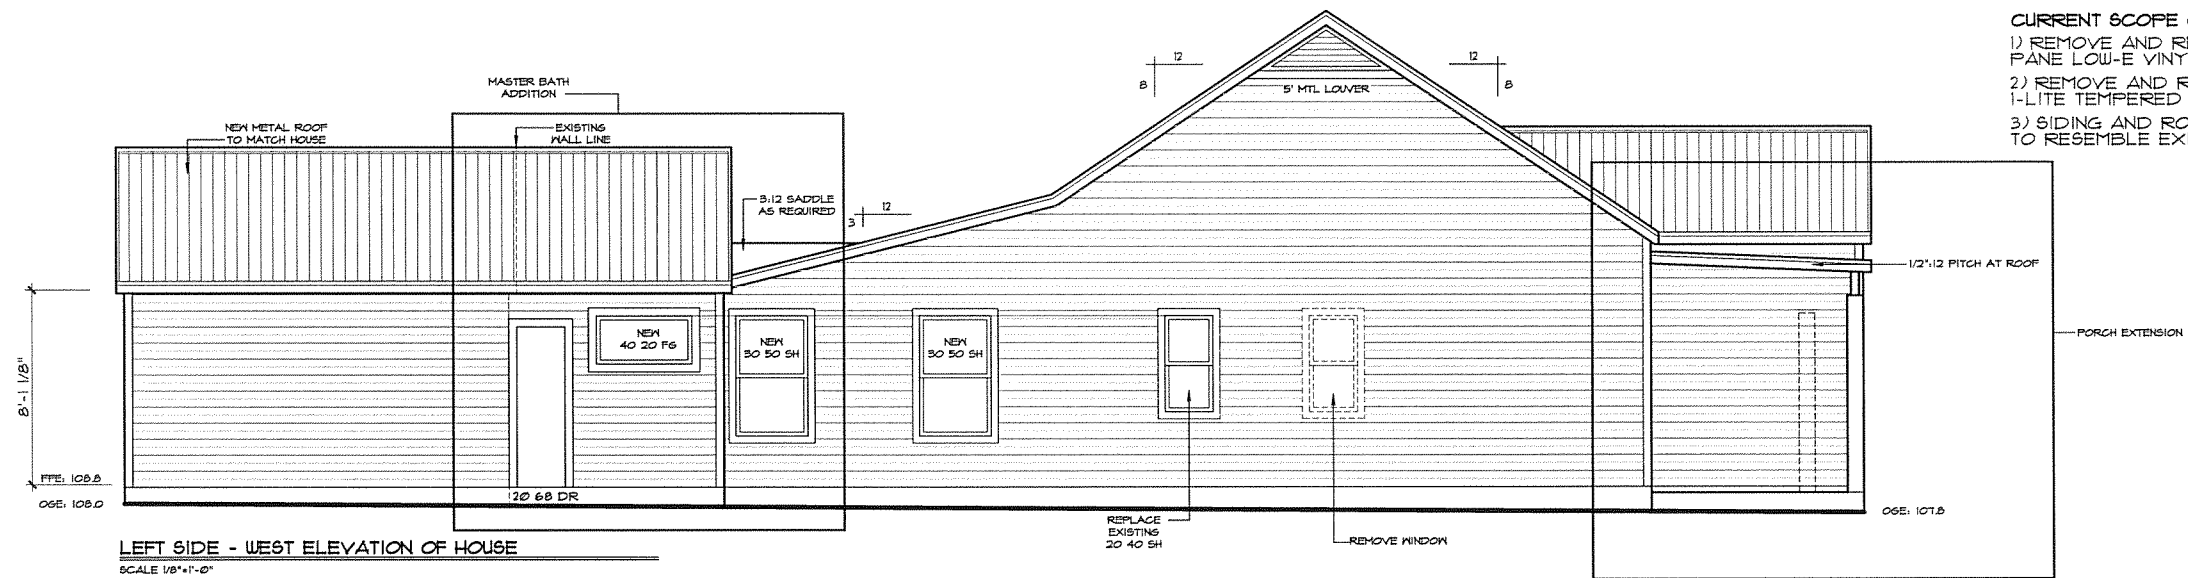 CURRENT SCOPE
1) REMOVE AND
PANE LOW-E
2) REMOVE AND
1-LITE TEMPERED
3) SIDING AND
TO RESEMBLE
12
8
12
8
5' MTL LOUVER
MASTER BATH
ADDITION
NEW METAL ROOF
TO MATCH HOUSE
EXISTING
WALL LINE
3:12 SADDLE
AS REQUIRED
12
3
1/2":12 PITCH AT ROOF
NEW
40 20 FG
NEW
30 50 SH
NEW
30 50 SH
PORCH EXTENSION
8'-1 1/8"
FFE: 108.8
OGE: 108.0
20 68 DR
REPLACE
EXISTING
20 40 SH
REMOVE WINDOW
OGE: 107.8
LEFT SIDE - WEST ELEVATION OF HOUSE
SCALE 1/8"=1'-0"